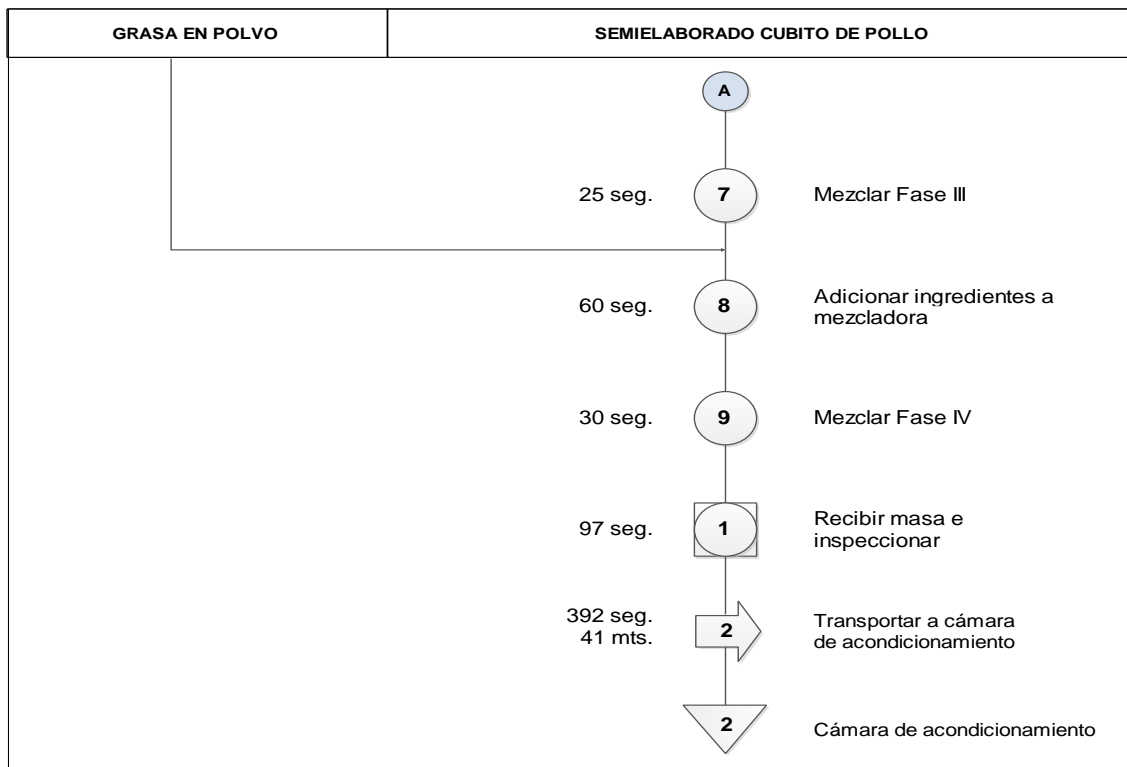 GRASA EN POLVO
SEMIELABORADO CUBITO DE POLLO
A
25 seg.
7
Mezclar Fase III
60 seg.
8
Adicionar ingredientes a
mezcladora
30 seg.
9
Mezclar Fase IV
97 seg.
1
Recibir masa e
inspeccionar
392 seg.
41 mts.
2
Transportar a cámara
de acondicionamiento
2
Cámara de acondicionamiento